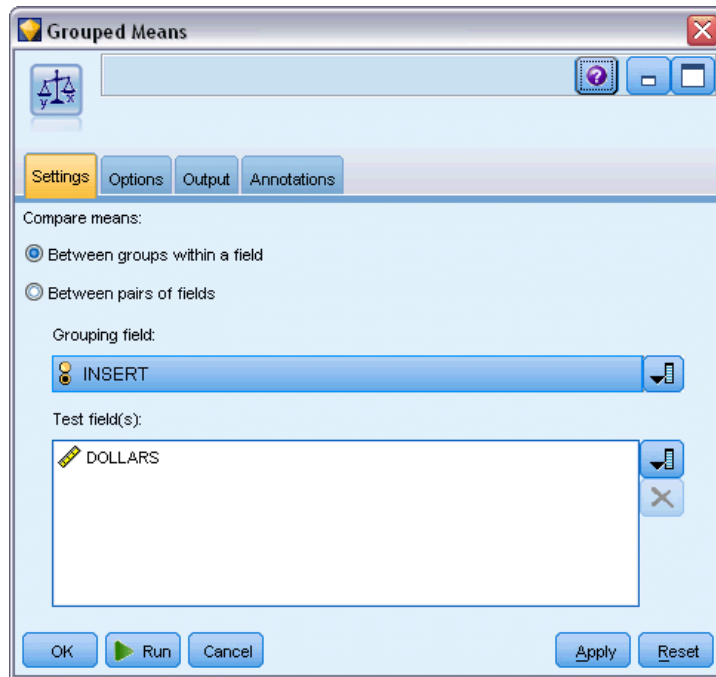 Grouped Means
y x
?
Settings Options Output Annotations
Compare means:
Between groups within a field
Between pairs of fields
Grouping field:
INSERT
Test field(s):
DOLLARS
OK Run Cancel Apply Reset